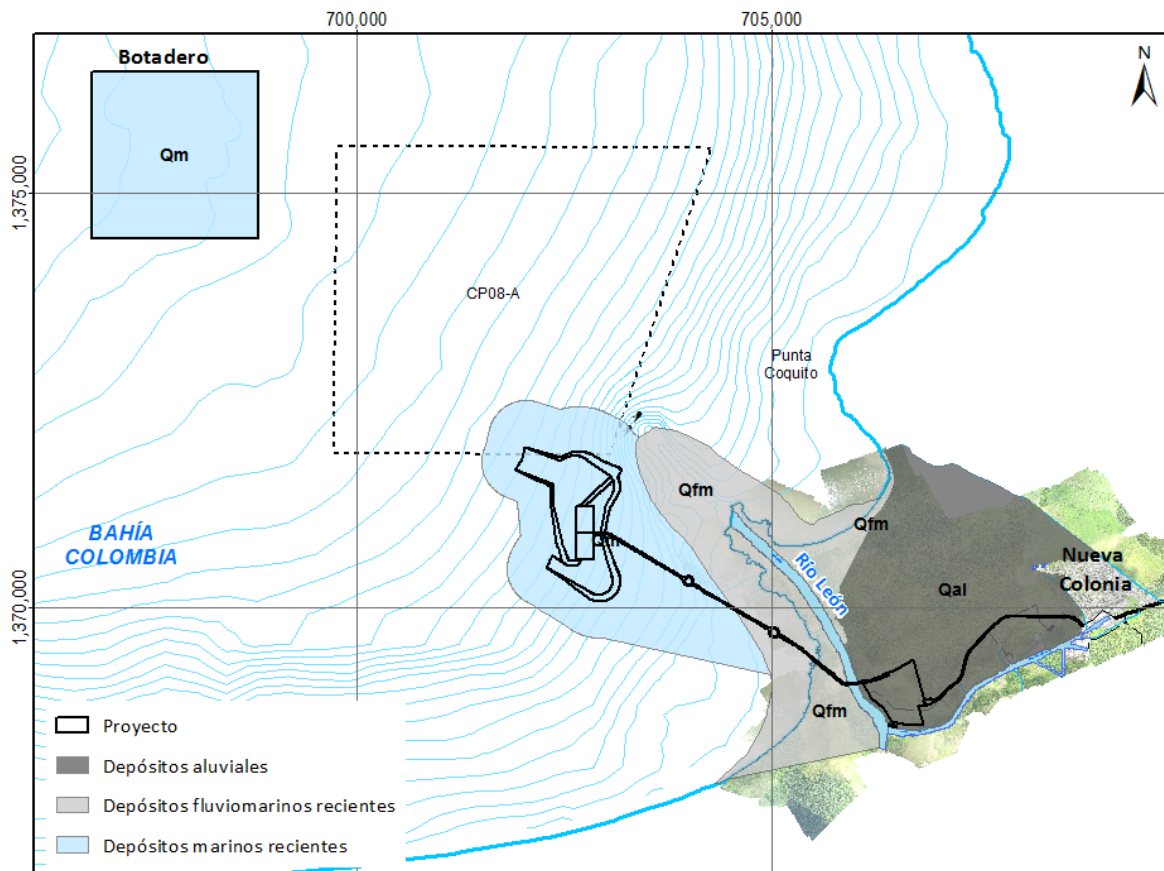 700,000
705,000
Botadero
N
Qm
1,375,000
CP08-A
Punta
Coquito
Qfm
Qfm
BAHÍA
COLOMBIA
Río León
Nueva
Colonia
Qal
1,370,000
Qfm
Proyecto
Depósitos aluviales
Depósitos fluviomarinos recientes
Depósitos marinos recientes